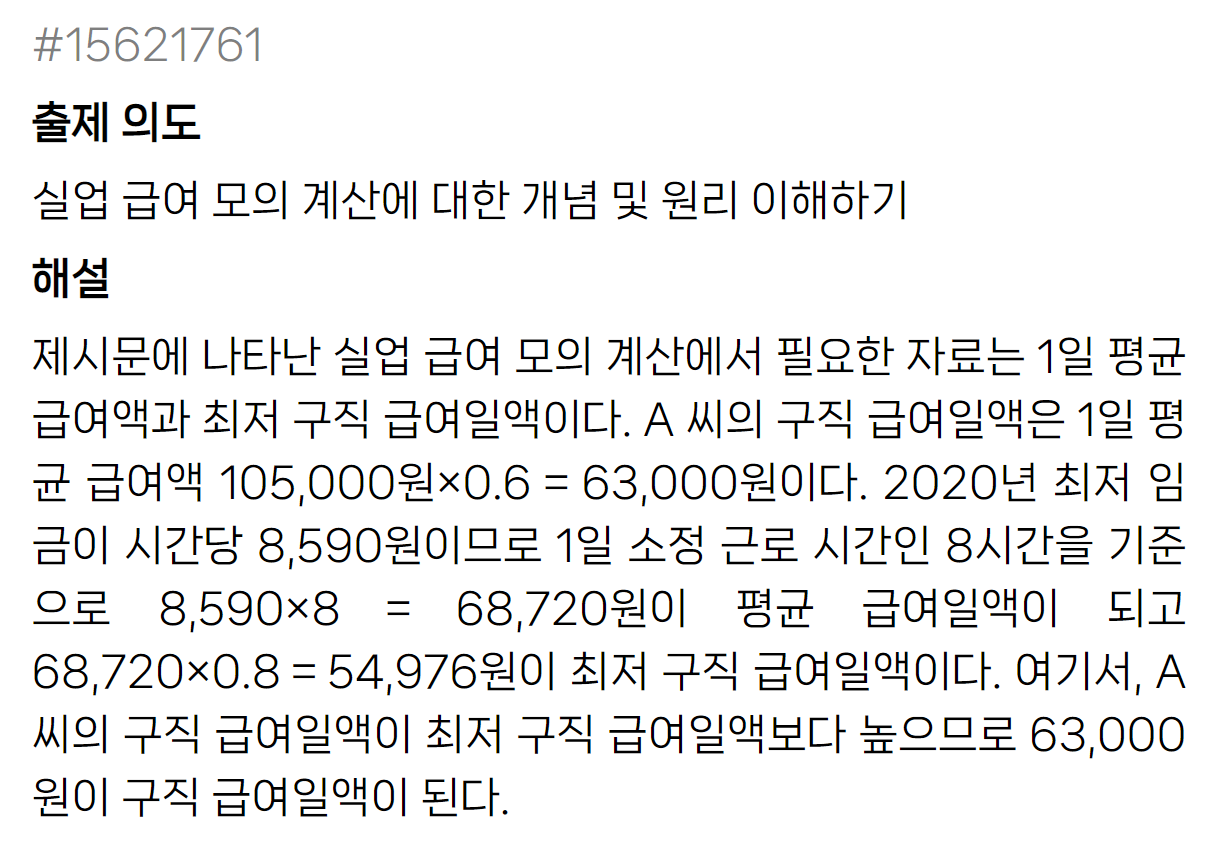 #15621761
출제 의도
실업 급여 모의 계산에 대한 개념 및 원리 이해하기
해설
제시문에 나타난 실업 급여 모의 계산에서 필요한 자료는 1일 평균
급여액과 최저 구직 급여일액이다. A 씨의 구직 급여일액은 1일 평
균 급여액 105,000원×0.6 = 63,000원이다. 2020년 최저 임
금이 시간당 8,590원이므로 1일 소정 근로 시간인 8시간을 기준
으로 8,590×8 = 68,720원이 평균 급여일액이 되고
68,720×0.8 = 54,976원이 최저 구직 급여일액이다. 여기서, A
씨의 구직 급여일액이 최저 구직 급여일액보다 높으므로 63,000
원이 구직 급여일액이 된다.